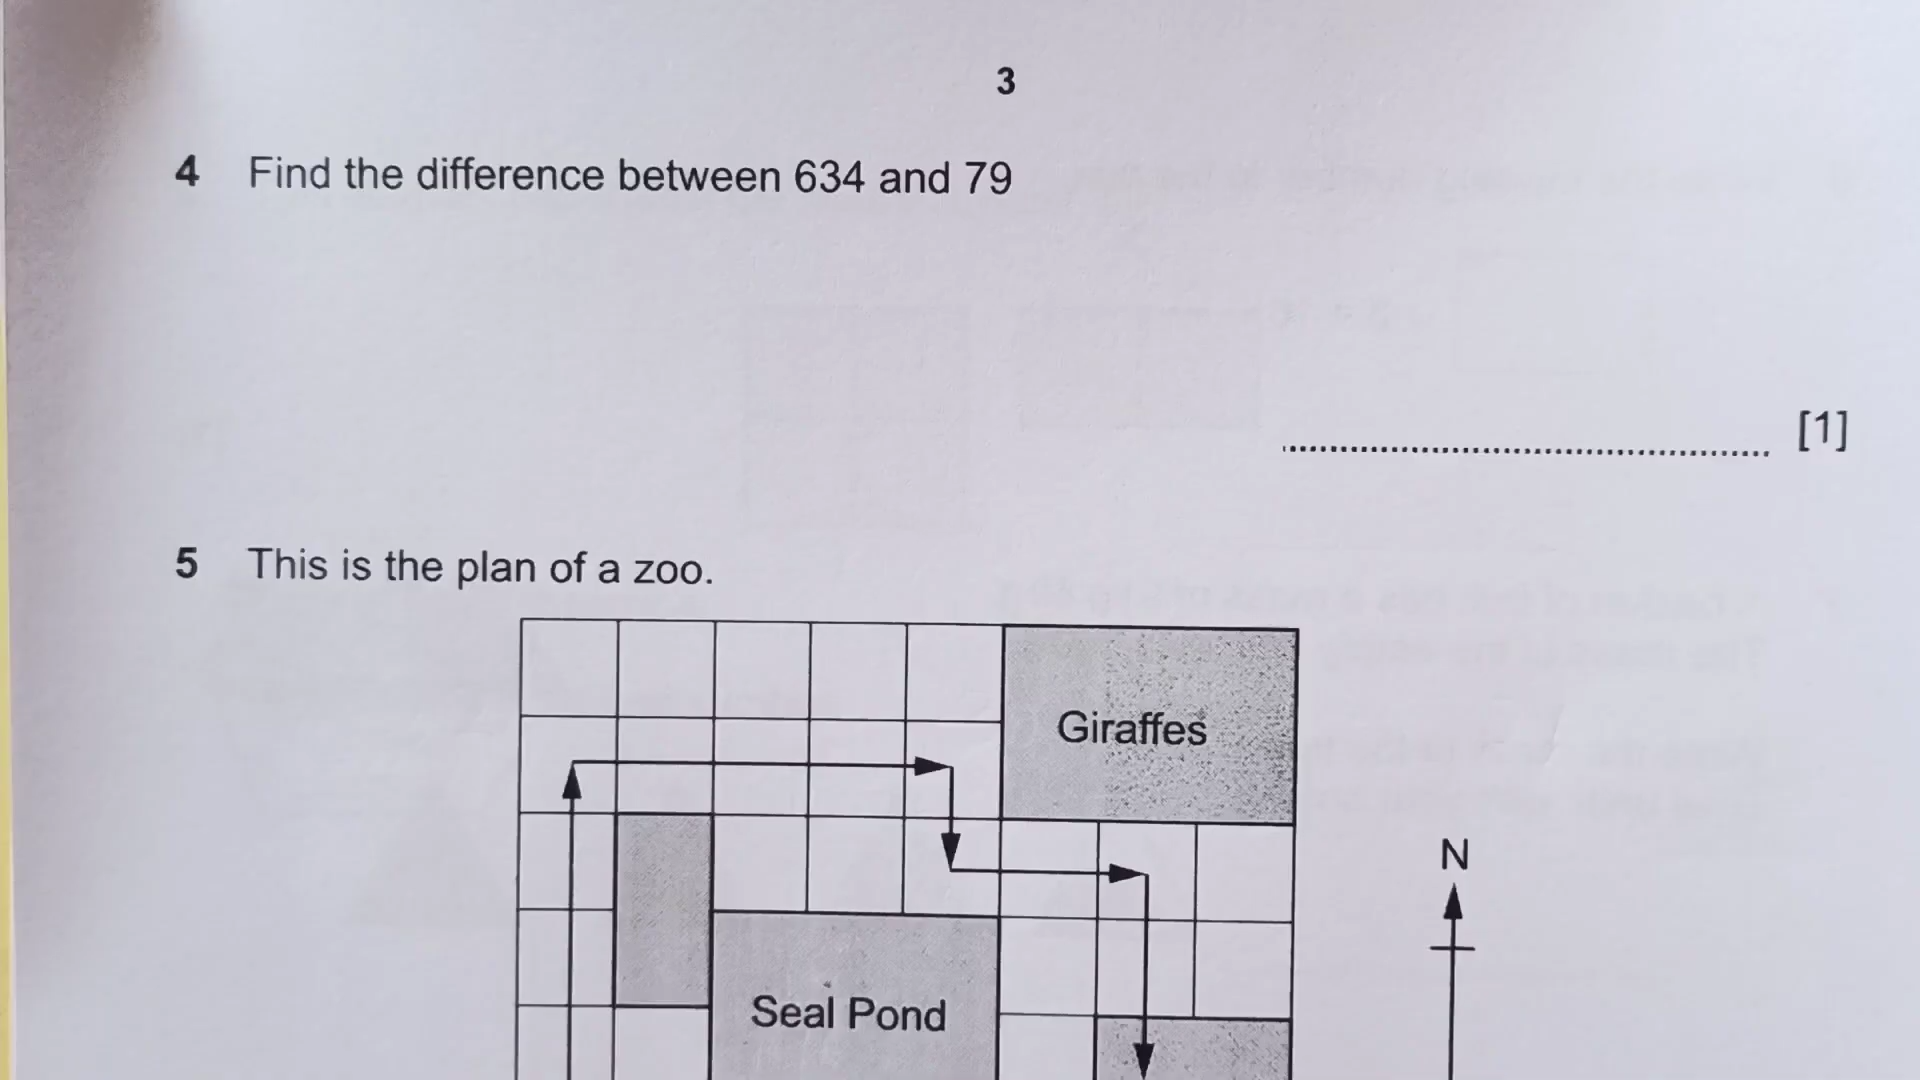 3
4 Find the difference between 634 and 79
[1]
5 This is the plan of a zoo.
Giraffes
N
Seal Pond